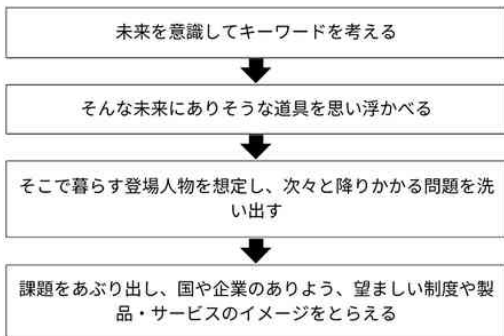 未来を意識してキーワードを考える
そんな未来にありそうな道具を思い浮かべる
そこで暮らす登場人物を想定し、次々と降りかかる問題を洗
い出す
課題をあぶり出し、国や企業のありよう、望ましい制度や製
品・サービスのイメージをとらえる